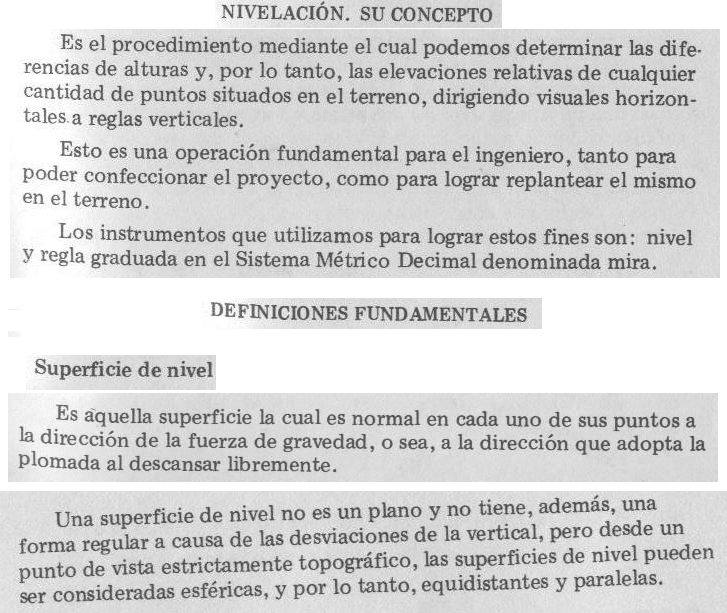 NIVELACIÓN. SU CONCEPTO
Es el procedimiento mediante el cual podemos determinar las dife-
rencias de alturas y, por lo tanto, las elevaciones relativas de cualquier
cantidad de puntos situados en el terreno, dirigiendo visuales horizon-
tales a reglas verticales.
Esto es una operación fundamental para el ingeniero, tanto para
poder confeccionar el proyecto, como para lograr replantear el mismo
en el terreno.
Los instrumentos que utilizamos para lograr estos fines son: nivel
y regla graduada en el Sistema Métrico Decimal denominada mira.
DEFINICIONES FUNDAMENTALES
Superficie de nivel
Es aquella superficie la cual es normal en cada uno de sus puntos a
la dirección de la fuerza de gravedad, o sea, a la dirección que adopta la
plomada al descansar libremente.
Una superficie de nivel no es un plano y no tiene, además, una
forma regular a causa de las desviaciones de la vertical, pero desde un
punto de vista estrictamente topográfico, las superficies de nivel pueden
ser consideradas esféricas, y por lo tanto, equidistantes y paralelas.